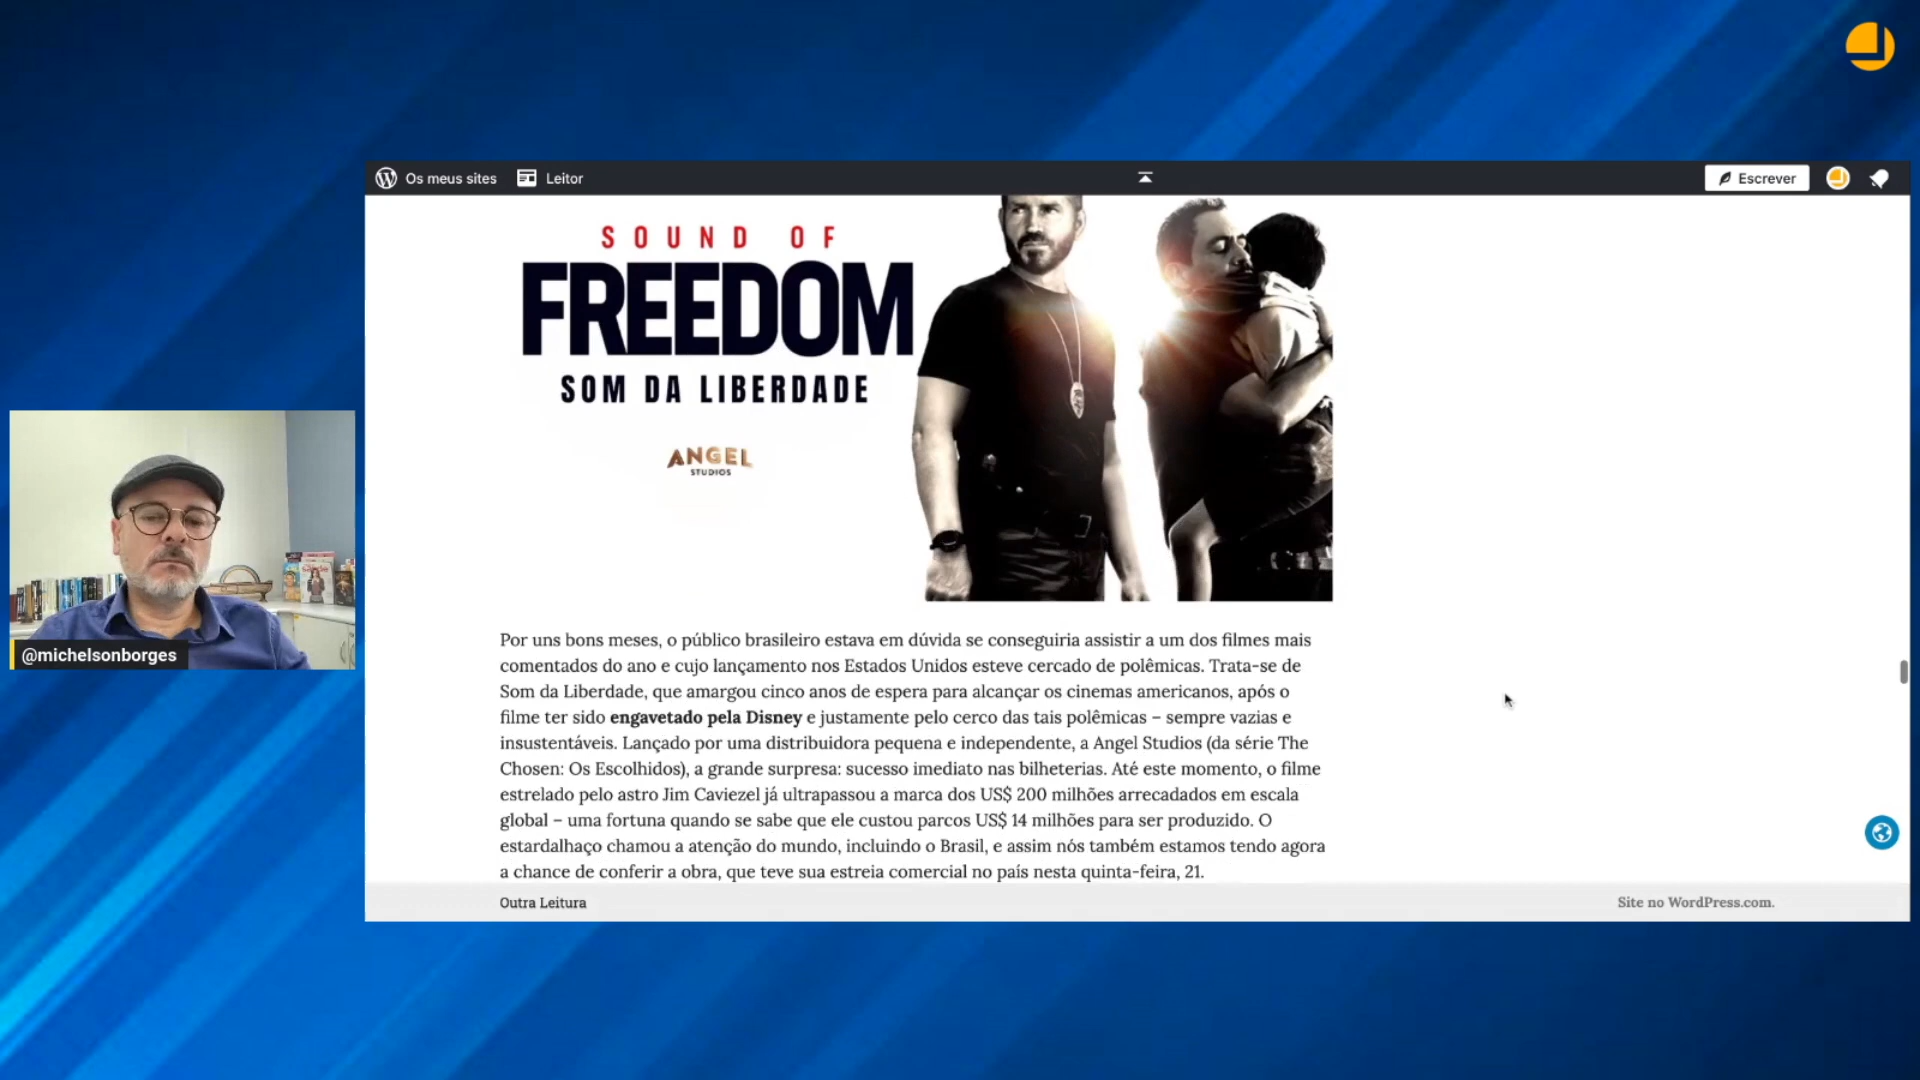 Os meus sites
Leitor
Escrever
SOUND OF
FREEDOM
SOM DA LIBERDADE
ANGEL
STUDIOS
@michelsonborges
Por uns bons meses, o público brasileiro estava em dúvida se conseguiria assistir a um dos filmes mais
comentados do ano e cujo lançamento nos Estados Unidos esteve cercado de polêmicas. Trata-se de
Som da Liberdade, que amargou cinco anos de espera para alcançar os cinemas americanos, após o
filme ter sido engavetado pela Disney e justamente pelo cerco das tais polêmicas – sempre vazias e
insustentáveis. Lançado por uma distribuidora pequena e independente, a Angel Studios (da série The
Chosen: Os Escolhidos), a grande surpresa: sucesso imediato nas bilheterias. Até este momento, o filme
estrelado pelo astro Jim Caviezel já ultrapassou a marca dos US$ 200 milhões arrecadados em escala
global – uma fortuna quando se sabe que ele custou parcos US$ 14 milhões para ser produzido. O
estardalhaço chamou a atenção do mundo, incluindo o Brasil, e assim nós também estamos tendo agora
a chance de conferir a obra, que teve sua estreia comercial no país nesta quinta-feira, 21.
Outra Leitura
Site no WordPress.com.